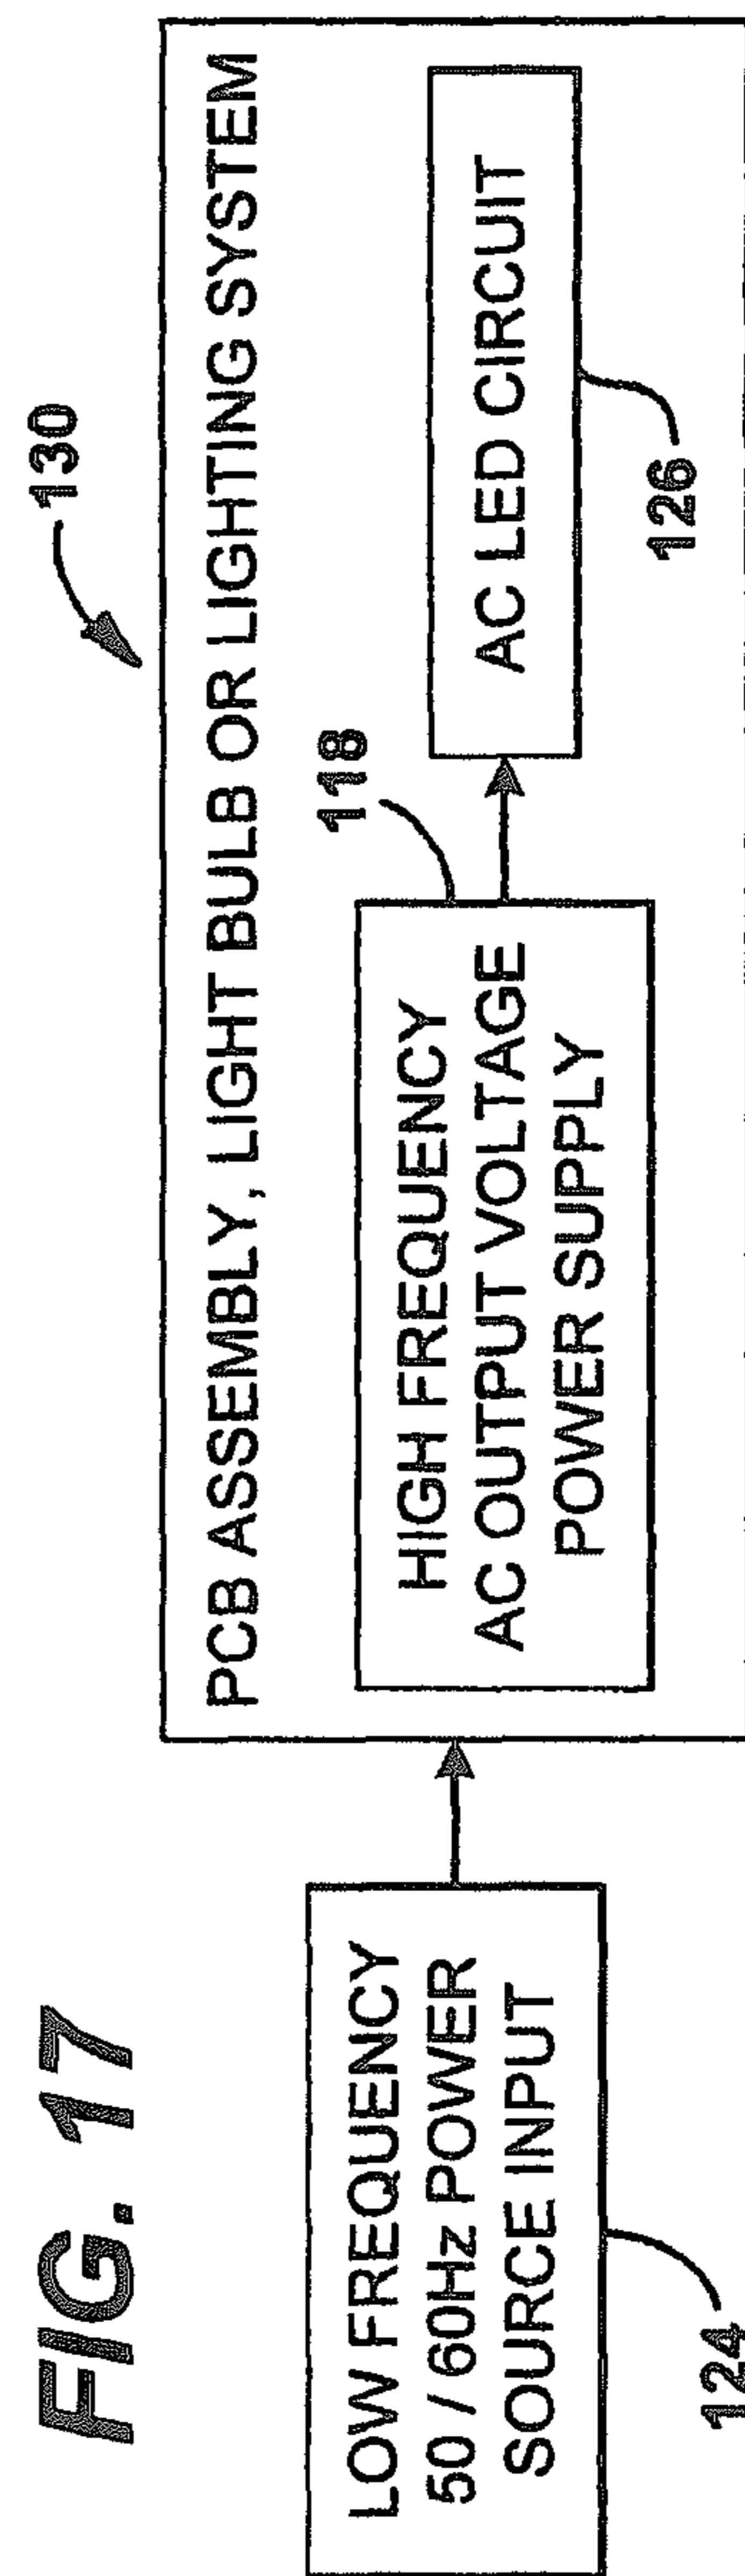 FIG. 17
130
PCB ASSEMBLY, LIGHT BULB OR LIGHTING SYSTEM
LOW FREQUENCY
50 / 60Hz POWER
SOURCE INPUT
124
118
HIGH FREQUENCY
AC OUTPUT VOLTAGE
POWER SUPPLY
AC LED CIRCUIT
126